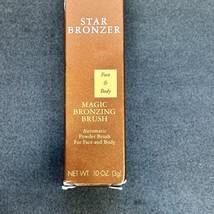 STAR
BRONZER
Face
&
Body
MAGIC
BRONZING
BRUSH
Automatic
Powder Brush
For Face and Body
NET WT. .10 OZ. (3g)